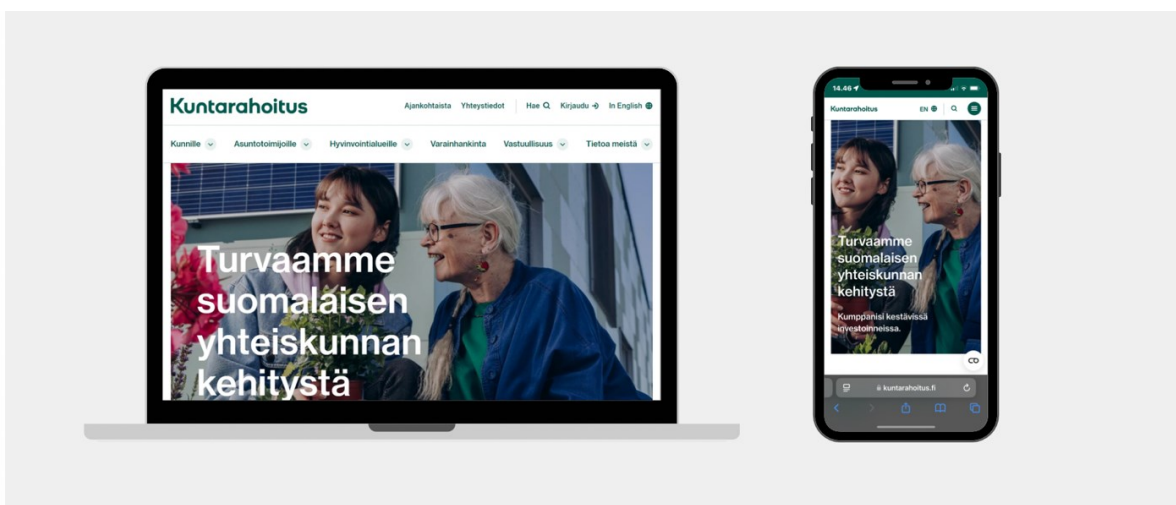 Kuntarahoitus
Ajankohtaista Yhteystiedot Hae Kirjaudu In English
Kunnille Asuntotoimijoille Hyvinvointialueille Varainhankinta Vastuullisuus Tietoa meistä
Turvaamme
suomalaisen
yhteiskunnan
kehitystä
14.46
Kuntarahoitus EN
Turvaamme
suomalaisen
yhteiskunnan
kehitystä
Kumppanisi kestävissä
investoinneissa.
kuntarahoitus.fi